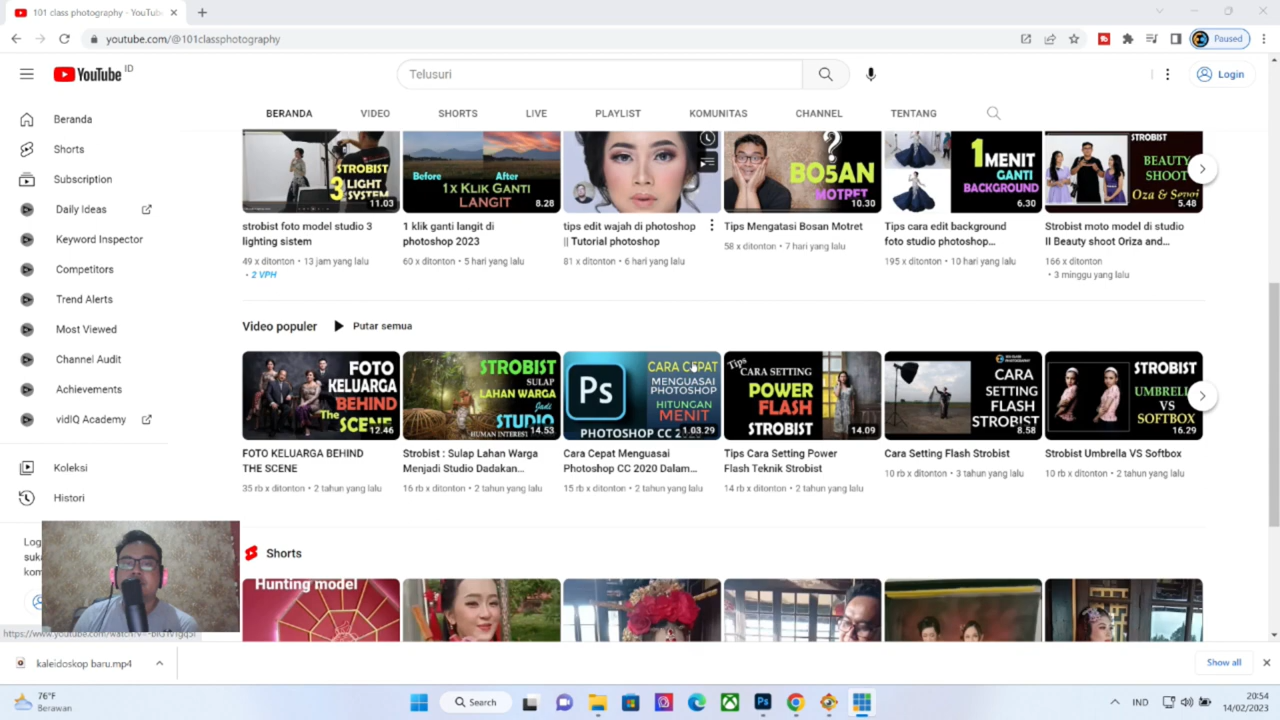 101 class photography - YouTub
youtube.com/@101classphotography
Paused
YouTube ID
Telusuri
Login
BERANDA VIDEO SHORTS LIVE PLAYLIST KOMUNITAS CHANNEL TENTANG
Beranda
Shorts
Subscription
Daily Ideas
Keyword Inspector
Competitors
Trend Alerts
Most Viewed
Channel Audit
Achievements
vidIQ Academy
Koleksi
Histori
Log
suka
kom
STROBIST
3 LIGHT
SYSTEM
11.03
Before After
1X KLIK GANTI
LANGIT
8.28
?
BOSAN
MOTRET
10.30
1 MENIT
GANTI
BACKGROUND
6.30
STROBIST
BEAUTY
SHOOT
5.48
strobist foto model studio 3
lighting sistem
49 x ditonton • 13 jam yang lalu
• 2 VPH
1 klik ganti langit di
photoshop 2023
60 x ditonton • 5 hari yang lalu
tips edit wajah di photoshop
|| Tutorial photoshop
81 x ditonton • 6 hari yang lalu
Tips Mengatasi Bosan Motret
58 x ditonton • 7 hari yang lalu
Tips cara edit background
foto studio photoshop...
195 x ditonton • 10 hari yang lalu
Strobist moto model di studio
II Beauty shoot Oriza and...
166 x ditonton
• 3 minggu yang lalu
Video populer Putar semua
FOTO
KELUARGA
BEHIND
The SCENE
12.46
STROBIST
SULAP
LAHAN WARGA
Jadi
STUDIO
HUMAN INTEREST
14.53
Ps
CARA CEPAT
MENGUASAI
PHOTOSHOP
HITUNGAN
MENIT
PHOTOSHOP CC 2
1.03.29
Tips
CARA SETTING
POWER
FLASH
STROBIST
14.09
CARA
SETTING
FLASH
STROBIST
8.58
STROBIST
UMBRELL
VS
SOFTBOX
16.29
FOTO KELUARGA BEHIND
THE SCENE
35 rb x ditonton • 2 tahun yang lalu
Strobist : Sulap Lahan Warga
Menjadi Studio Dadakan...
16 rb x ditonton • 2 tahun yang lalu
Cara Cepat Menguasai
Photoshop CC 2020 Dalam...
15 rb x ditonton • 2 tahun yang lalu
Tips Cara Setting Power
Flash Teknik Strobist
14 rb x ditonton • 2 tahun yang lalu
Cara Setting Flash Strobist
10 rb x ditonton • 3 tahun yang lalu
Strobist Umbrella VS Softbox
10 rb x ditonton • 2 tahun yang lalu
Shorts
Hunting model
kaleidoskop baru.mp4
Show all
76°F
Berawan
Search
IND
20:54
14/02/2023